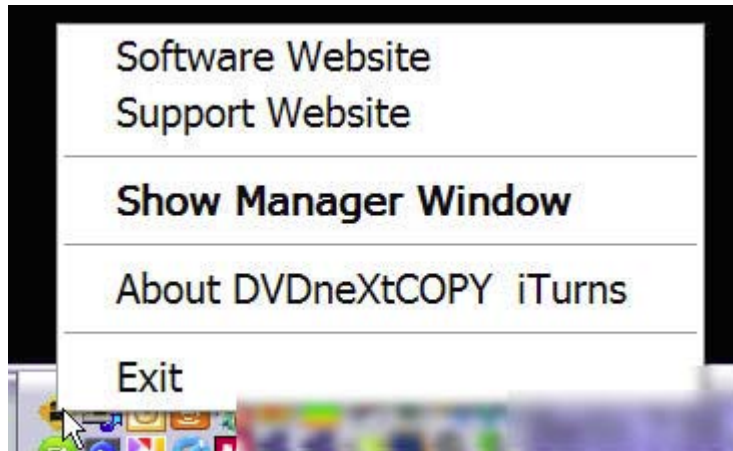 Software Website
Support Website
Show Manager Window
About DVDneXtCOPY  iTurns
Exit